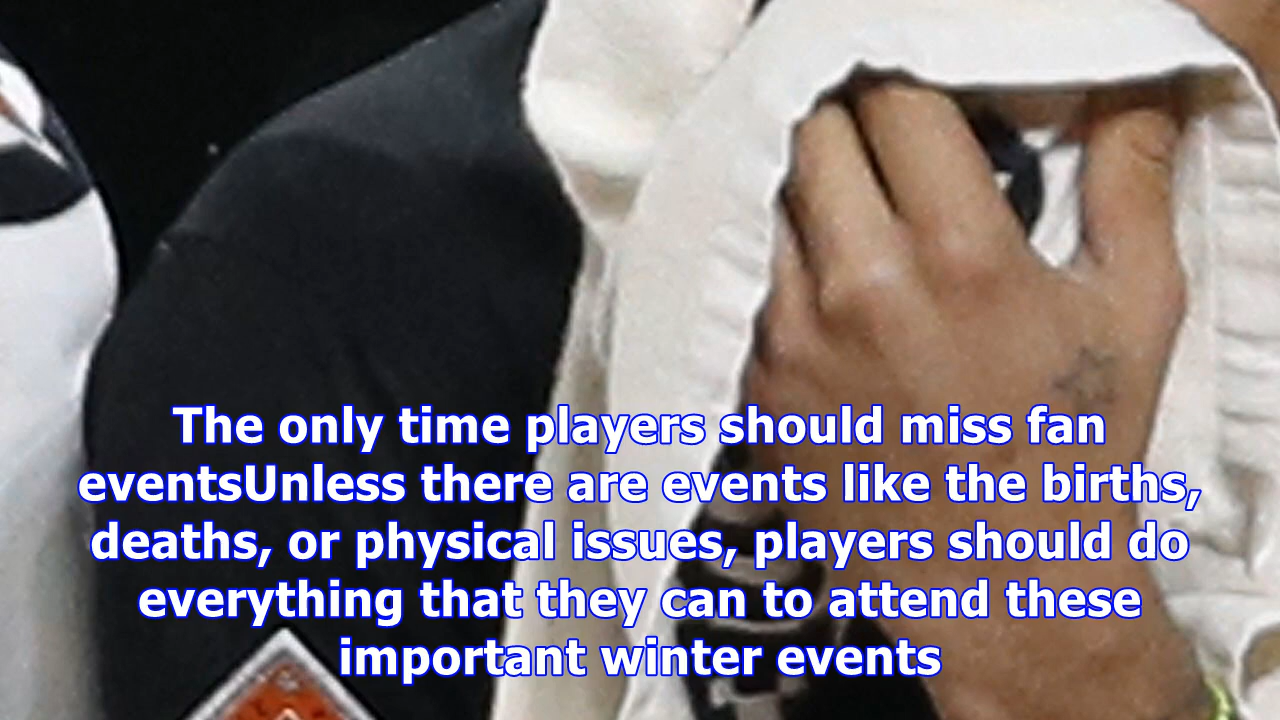 The only time players should miss fan
eventsUnless there are events like the births,
deaths, or physical issues, players should do
everything that they can to attend these
important winter events